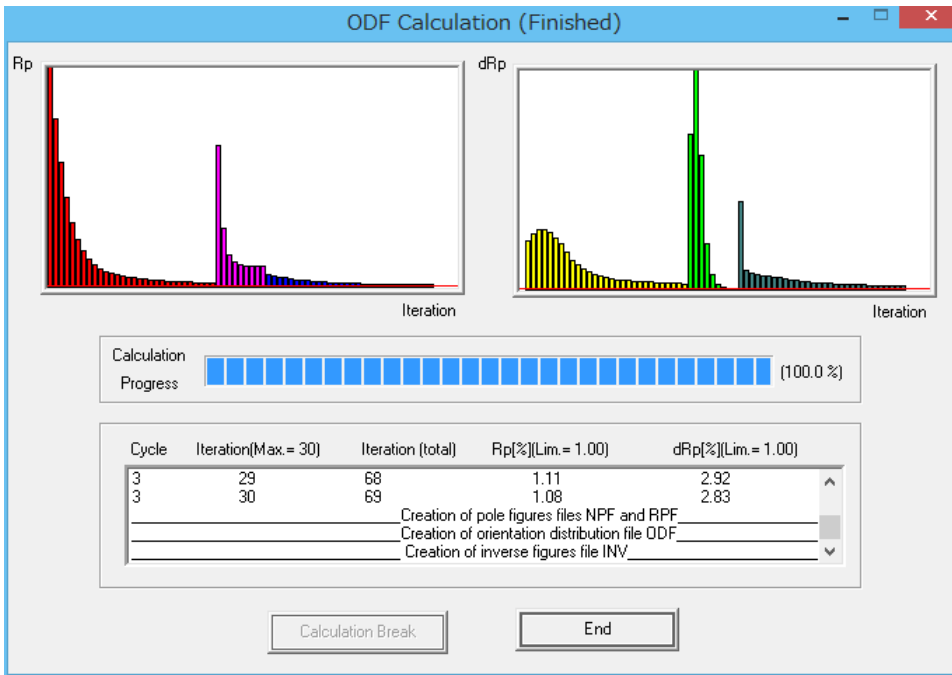 ODF Calculation (Finished)
Rp
dRp
Iteration
Iteration
Calculation
Progress
(100.0 %)
Cycle Iteration(Max.= 30) Iteration (total) Rp[%](Lim.= 1.00) dRp[%](Lim.= 1.00)
3 29 68 1.11 2.92
3 30 69 1.08 2.83
Creation of pole figures files NPF and RPF
Creation of orientation distribution file ODF
Creation of inverse figures file INV
Calculation Break
End